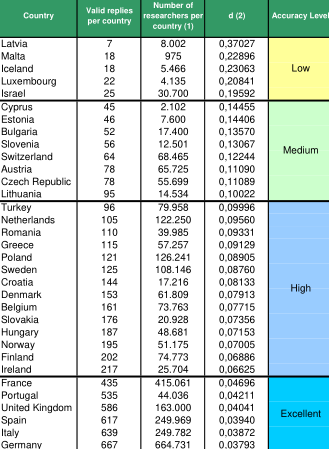 Country Valid replies per country Number of researchers per country (1) d (2) Accuracy Level
Latvia 7 8.002 0,37027
Malta 18 975 0,22896
Iceland 18 5.466 0,23063 Low
Luxembourg 22 4.135 0,20841
Israel 25 30.700 0,19592
Cyprus 45 2.102 0,14455
Estonia 46 7.600 0,14406
Bulgaria 52 17.400 0,13570
Slovenia 56 12.501 0,13067
Switzerland 64 68.465 0,12244 Medium
Austria 78 65.725 0,11090
Czech Republic 78 55.699 0,11089
Lithuania 95 14.534 0,10022
Turkey 96 79.958 0,09996
Netherlands 105 122.250 0,09560
Romania 110 39.985 0,09331
Greece 115 57.257 0,09129
Poland 121 126.241 0,08905
Sweden 125 108.146 0,08760
Croatia 144 17.216 0,08133
Denmark 153 61.809 0,07913 High
Belgium 161 73.763 0,07715
Slovakia 176 20.928 0,07356
Hungary 187 48.681 0,07153
Norway 195 51.175 0,07005
Finland 202 74.773 0,06886
Ireland 217 25.704 0,06625
France 435 415.061 0,04696
Portugal 535 44.036 0,04211
United Kingdom 586 163.000 0,04041
Spain 617 249.969 0,03940 Excellent
Italy 639 249.782 0,03872
Germany 667 664.731 0,03793